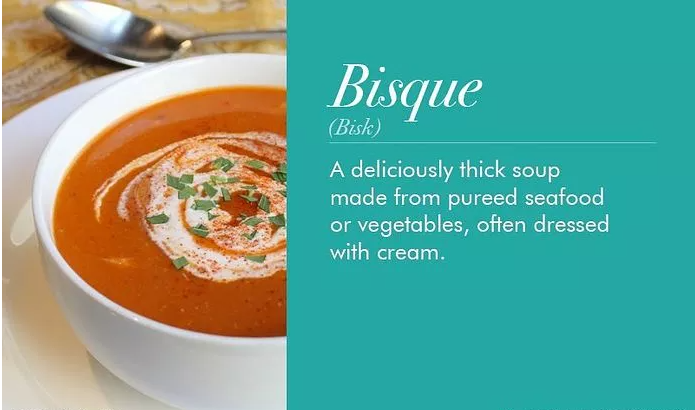 Bisque
(Bisk)
A deliciously thick soup
made from pureed seafood
or vegetables, often dressed
with cream.